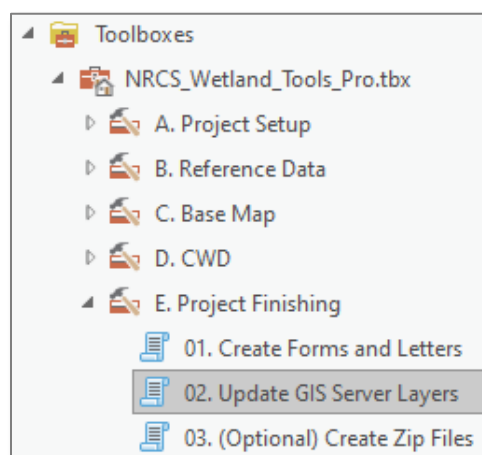 Toolboxes
NRCS_Wetland_Tools_Pro.tbx
A. Project Setup
B. Reference Data
C. Base Map
D. CWD
E. Project Finishing
01. Create Forms and Letters
02. Update GIS Server Layers
03. (Optional) Create Zip Files